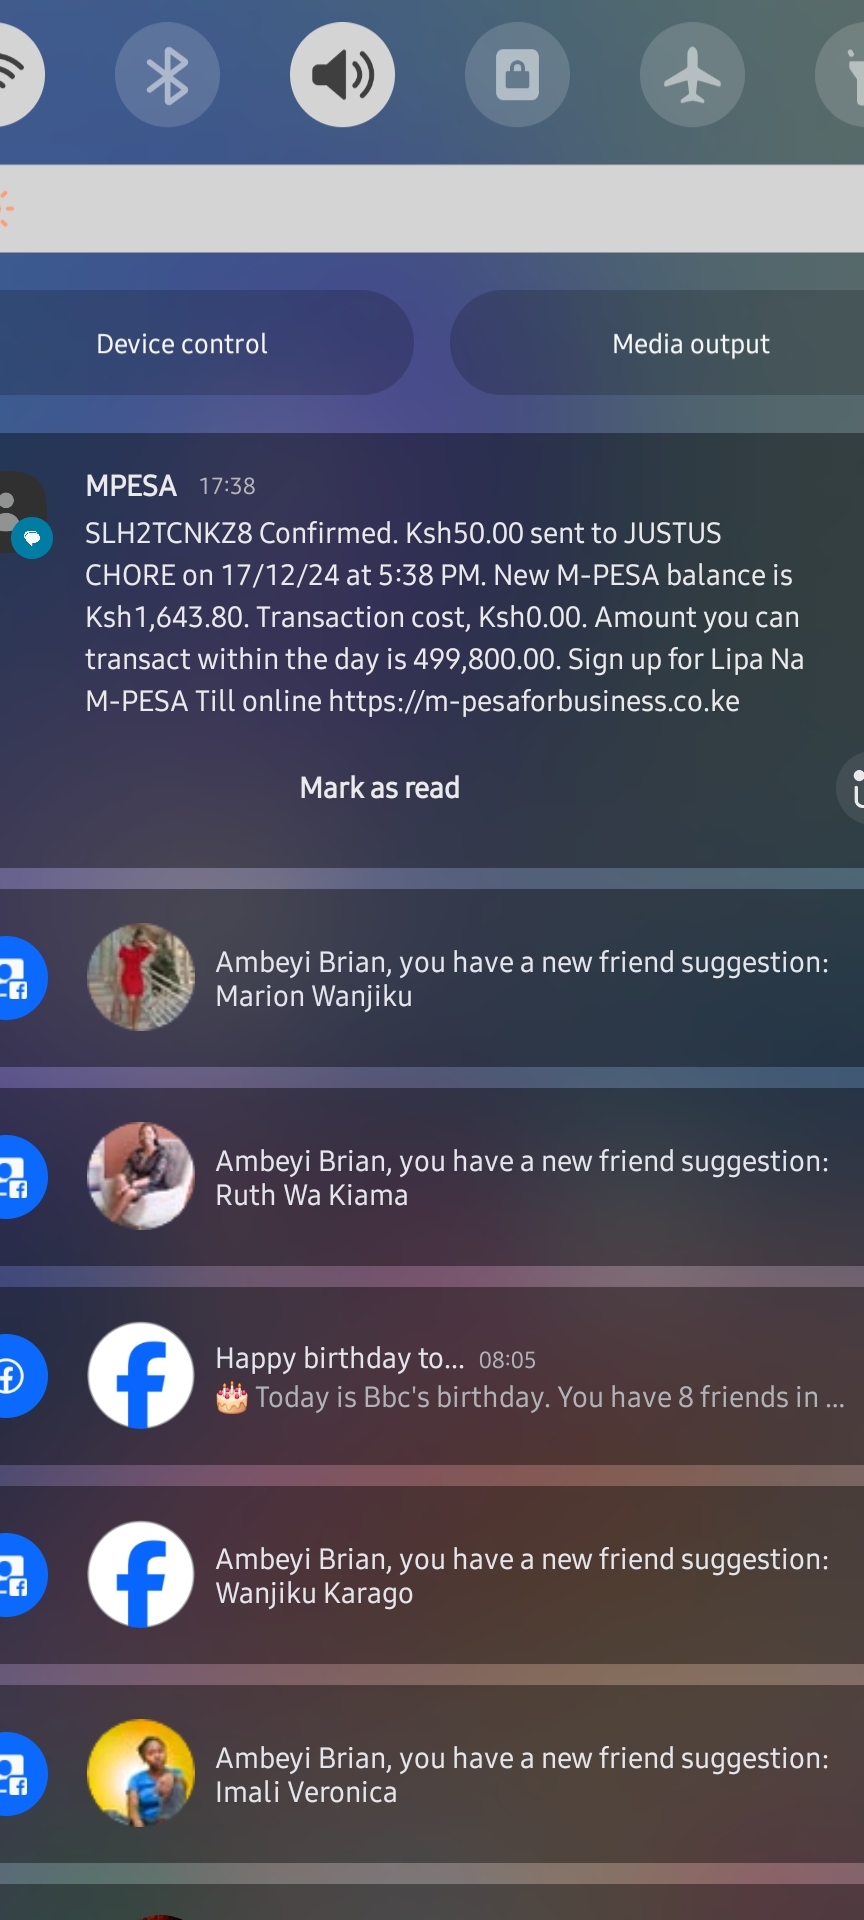 Device control
Media output
MPESA 17:38
SLH2TCNKZ8 Confirmed. Ksh50.00 sent to JUSTUS
CHORE on 17/12/24 at 5:38 PM. New M-PESA balance is
Ksh1,643.80. Transaction cost, Ksh0.00. Amount you can
transact within the day is 499,800.00. Sign up for Lipa Na
M-PESA Till online https://m-pesaforbusiness.co.ke
Mark as read
Ambeyi Brian, you have a new friend suggestion:
Marion Wanjiku
Ambeyi Brian, you have a new friend suggestion:
Ruth Wa Kiama
Happy birthday to... 08:05
🎂 Today is Bbc's birthday. You have 8 friends in ...
Ambeyi Brian, you have a new friend suggestion:
Wanjiku Karago
Ambeyi Brian, you have a new friend suggestion:
Imali Veronica